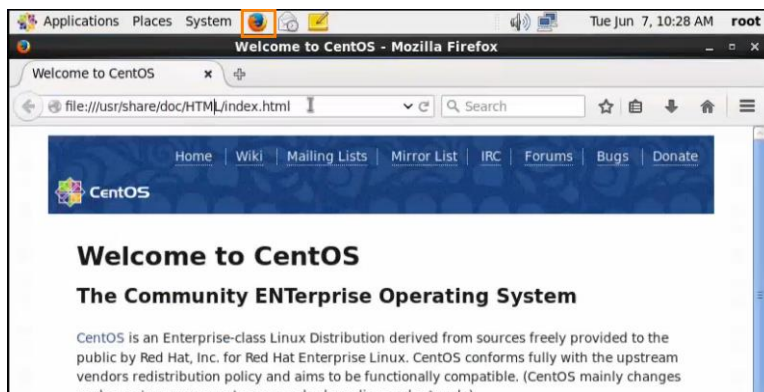 Applications Places System Tue Jun 7, 10:28 AM root
Welcome to CentOS - Mozilla Firefox
Welcome to CentOS
file:///usr/share/doc/HTML/index.html Search
Home | Wiki | Mailing Lists | Mirror List | IRC | Forums | Bugs | Donate
CentOS
Welcome to CentOS
The Community ENTerprise Operating System
CentOS is an Enterprise-class Linux Distribution derived from sources freely provided to the
public by Red Hat, Inc. for Red Hat Enterprise Linux. CentOS conforms fully with the upstream
vendors redistribution policy and aims to be functionally compatible. (CentOS mainly changes